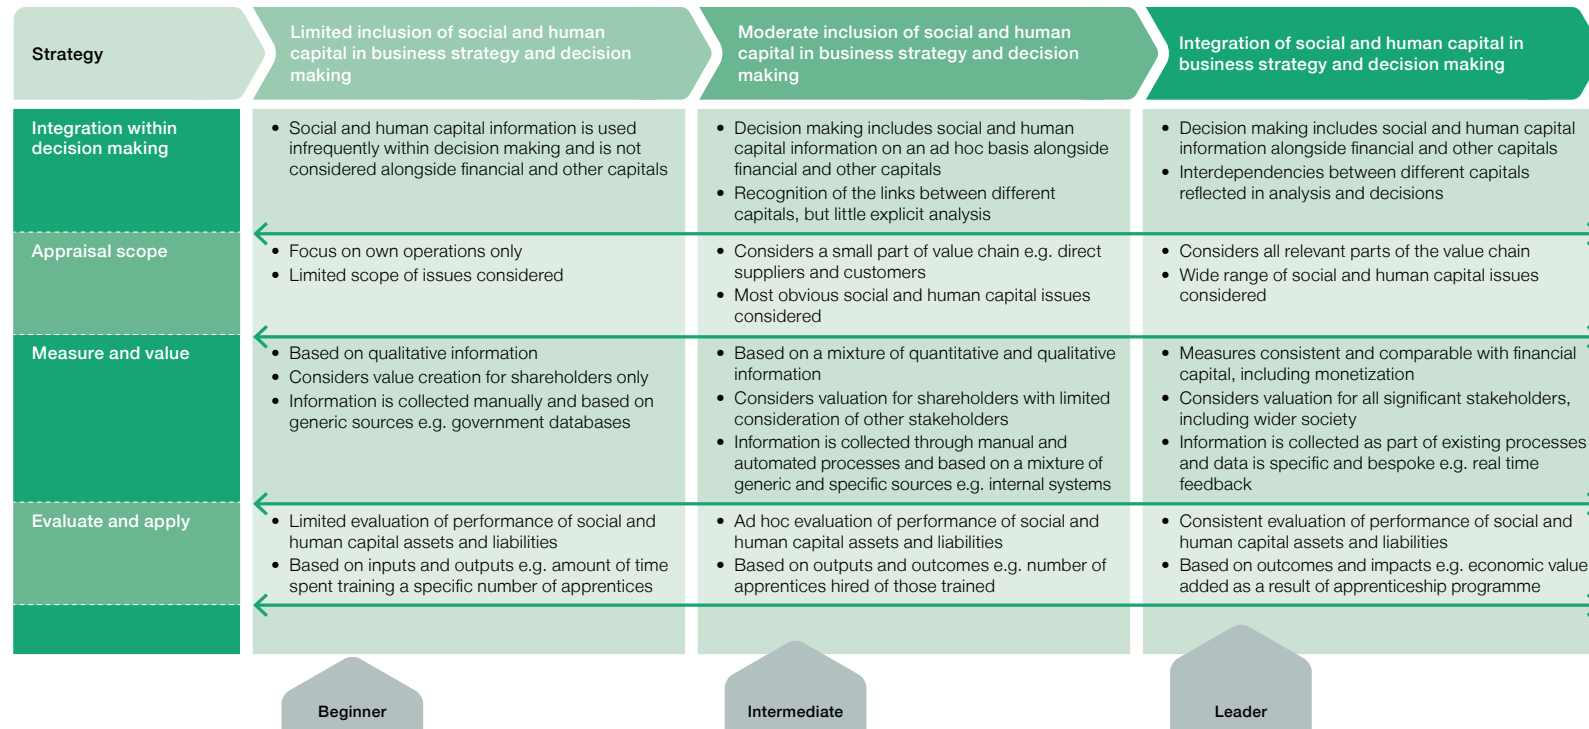 Strategy
Limited inclusion of social and human
capital in business strategy and decision
making
Moderate inclusion of social and human
capital in business strategy and decision
making
Integration of social and human capital in
business strategy and decision making
Integration within
decision making
• Social and human capital information is used
infrequently within decision making and is not
considered alongside financial and other capitals
• Decision making includes social and human
capital information on an ad hoc basis alongside
financial and other capitals
• Recognition of the links between different
capitals, but little explicit analysis
• Decision making includes social and human capital
information alongside financial and other capitals
• Interdependencies between different capitals
reflected in analysis and decisions
Appraisal scope
• Focus on own operations only
• Limited scope of issues considered
• Considers a small part of value chain e.g. direct
suppliers and customers
• Most obvious social and human capital issues
considered
• Considers all relevant parts of the value chain
• Wide range of social and human capital issues
considered
Measure and value
• Based on qualitative information
• Considers value creation for shareholders only
• Information is collected manually and based on
generic sources e.g. government databases
• Based on a mixture of quantitative and qualitative
information
• Considers valuation for shareholders with limited
consideration of other stakeholders
• Information is collected through manual and
automated processes and based on a mixture of
generic and specific sources e.g. internal systems
• Measures consistent and comparable with financial
capital, including monetization
• Considers valuation for all significant stakeholders,
including wider society
• Information is collected as part of existing processes
and data is specific and bespoke e.g. real time
feedback
Evaluate and apply
• Limited evaluation of performance of social and
human capital assets and liabilities
• Based on inputs and outputs e.g. amount of time
spent training a specific number of apprentices
• Ad hoc evaluation of performance of social and
human capital assets and liabilities
• Based on outputs and outcomes e.g. number of
apprentices hired of those trained
• Consistent evaluation of performance of social and
human capital assets and liabilities
• Based on outcomes and impacts e.g. economic value
added as a result of apprenticeship programme
Beginner
Intermediate
Leader